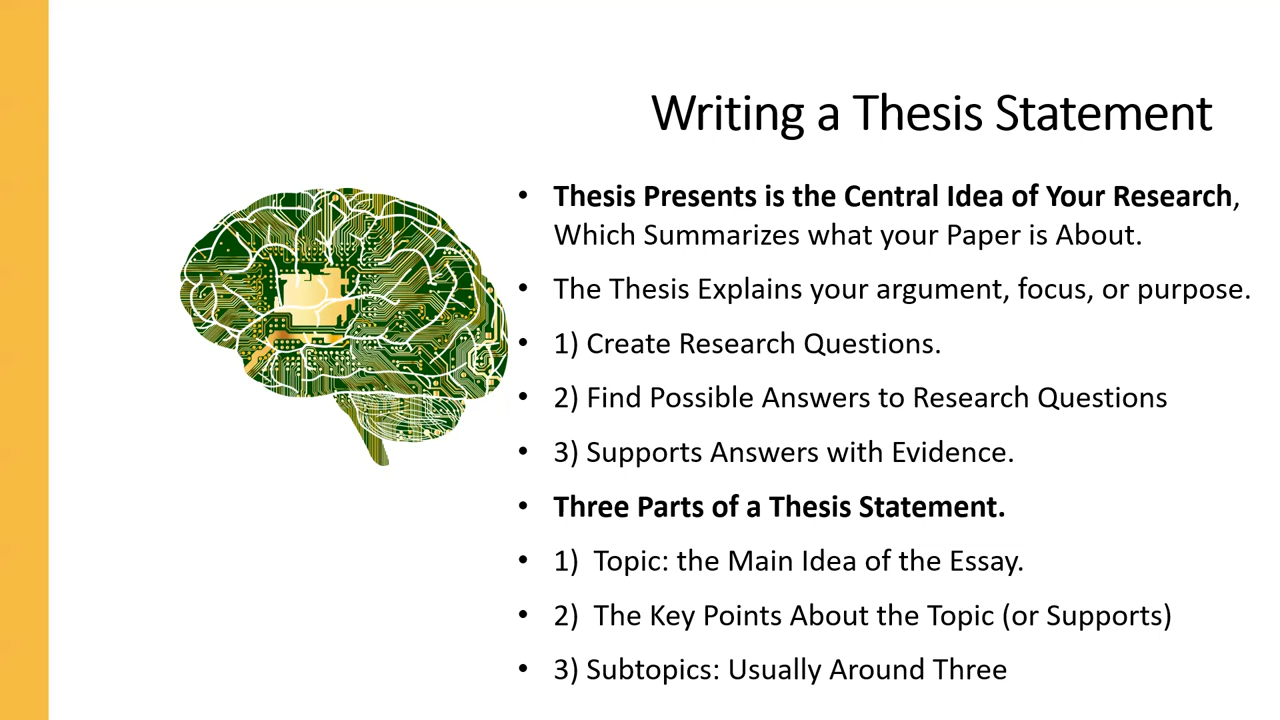 Writing a Thesis Statement
• Thesis Presents is the Central Idea of Your Research,
Which Summarizes what your Paper is About.
• The Thesis Explains your argument, focus, or purpose.
• 1) Create Research Questions.
• 2) Find Possible Answers to Research Questions
• 3) Supports Answers with Evidence.
• Three Parts of a Thesis Statement.
• 1)  Topic: the Main Idea of the Essay.
• 2)  The Key Points About the Topic (or Supports)
• 3) Subtopics: Usually Around Three